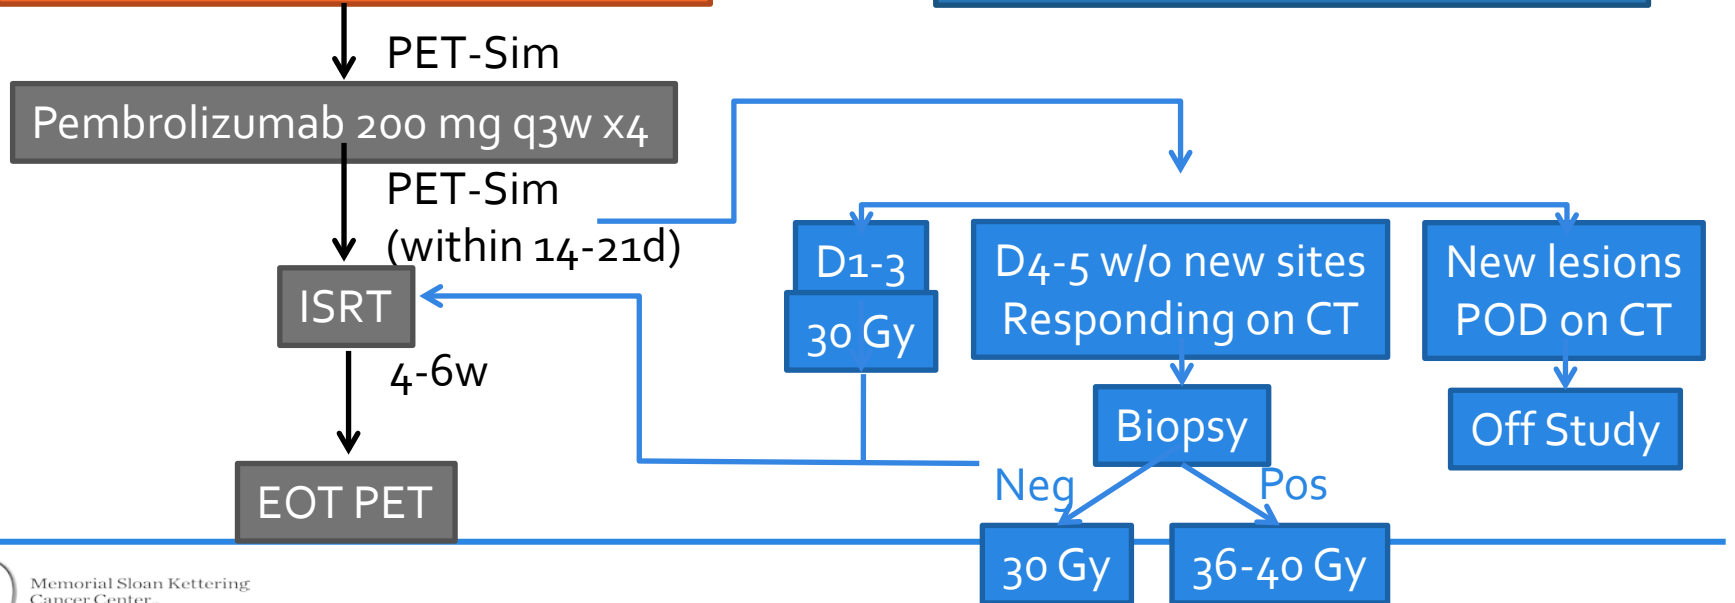 PET-Sim
Pembrolizumab 200 mg q3w x4
PET-Sim
(within 14-21d)
ISRT
4-6w
EOT PET
D1-3
30 Gy
D4-5 w/o new sites
Responding on CT
New lesions
POD on CT
Biopsy
Off Study
Neg
Pos
30 Gy
36-40 Gy
Memorial Sloan Kettering
Cancer Center